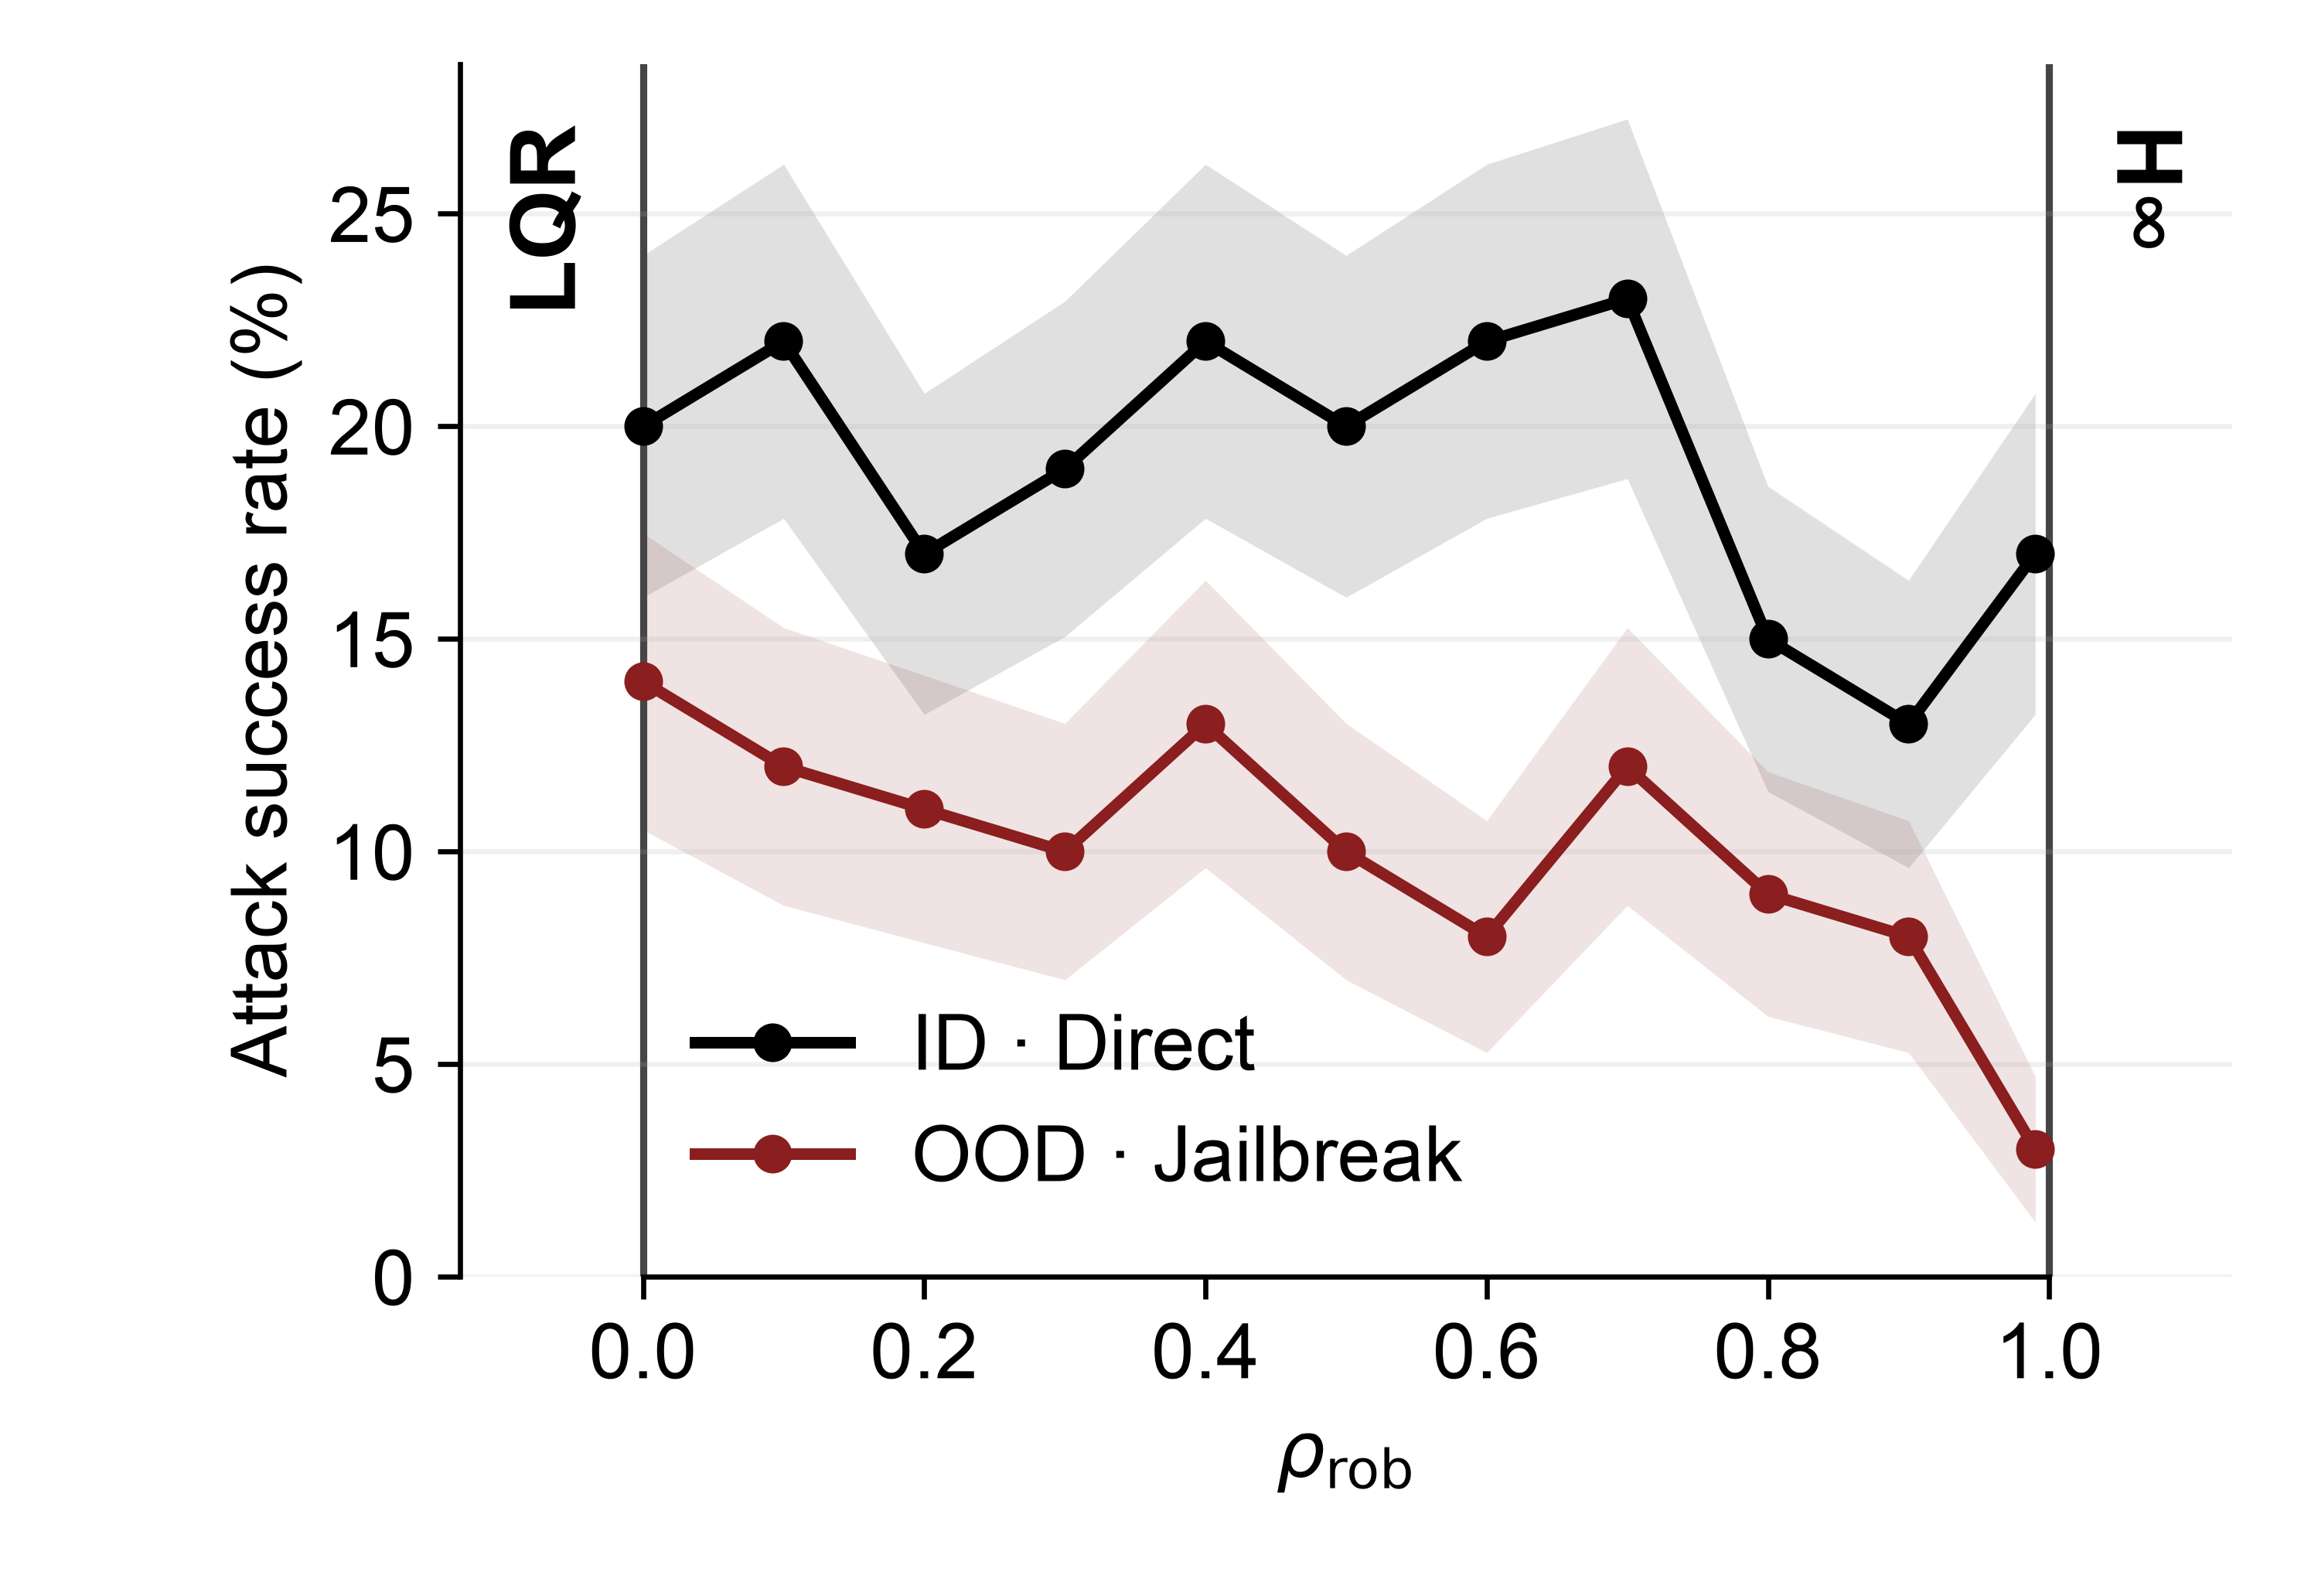 Attack success rate (%)
25
20
15
10
5
0
LQR
∞H
ID · Direct
OOD · Jailbreak
0.0 0.2 0.4 0.6 0.8 1.0
ρrob